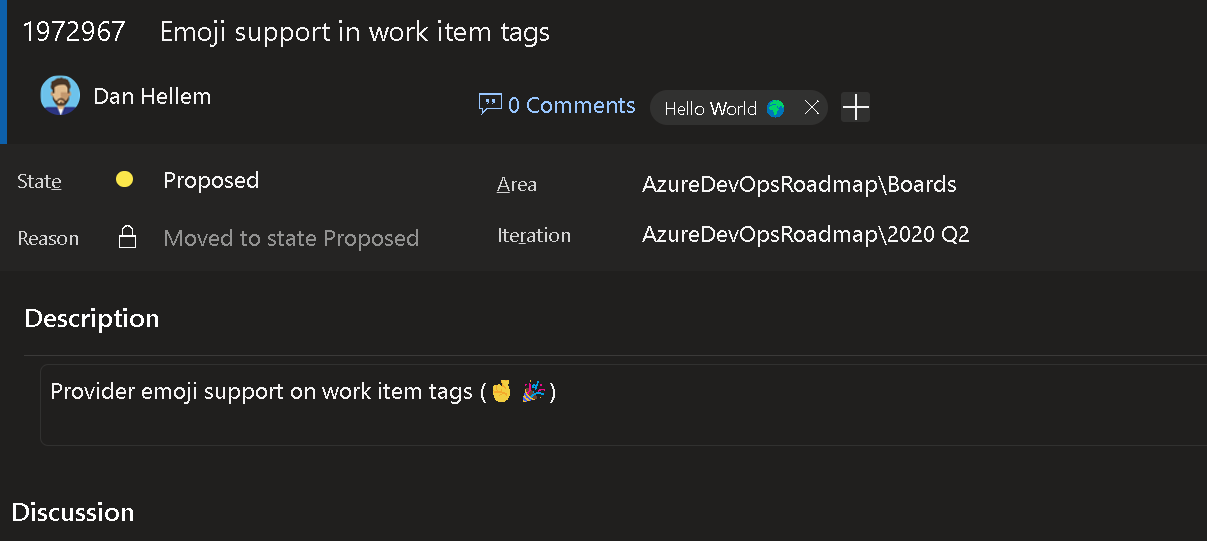 1972967 Emoji support in work item tags
Dan Hellem
0 Comments Hello World 🌍
State Proposed Area AzureDevOpsRoadmap\Boards
Reason Moved to state Proposed Iteration AzureDevOpsRoadmap\2020 Q2
Description
Provider emoji support on work item tags (🤞 🎉)
Discussion